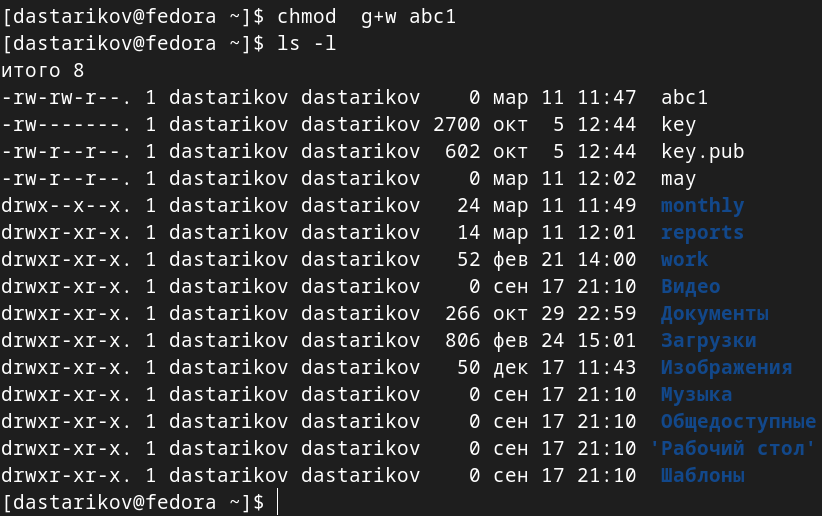 [dastarikov@fedora ~]$ chmod  g+w abc1
[dastarikov@fedora ~]$ ls -l
итого 8
-rw-rw-r--. 1 dastarikov dastarikov    0 мар 11 11:47  abc1
-rw-------. 1 dastarikov dastarikov 2700 окт  5 12:44  key
-rw-r--r--. 1 dastarikov dastarikov  602 окт  5 12:44  key.pub
-rw-r--r--. 1 dastarikov dastarikov    0 мар 11 12:02  may
drwx--x--x. 1 dastarikov dastarikov   24 мар 11 11:49  monthly
drwxr-xr-x. 1 dastarikov dastarikov   14 мар 11 12:01  reports
drwxr-xr-x. 1 dastarikov dastarikov   52 фев 21 14:00  work
drwxr-xr-x. 1 dastarikov dastarikov    0 сен 17 21:10  Видео
drwxr-xr-x. 1 dastarikov dastarikov  266 окт 29 22:59  Документы
drwxr-xr-x. 1 dastarikov dastarikov  806 фев 24 15:01  Загрузки
drwxr-xr-x. 1 dastarikov dastarikov   50 дек 17 11:43  Изображения
drwxr-xr-x. 1 dastarikov dastarikov    0 сен 17 21:10  Музыка
drwxr-xr-x. 1 dastarikov dastarikov    0 сен 17 21:10  Общедоступные
drwxr-xr-x. 1 dastarikov dastarikov    0 сен 17 21:10 'Рабочий стол'
drwxr-xr-x. 1 dastarikov dastarikov    0 сен 17 21:10  Шаблоны
[dastarikov@fedora ~]$